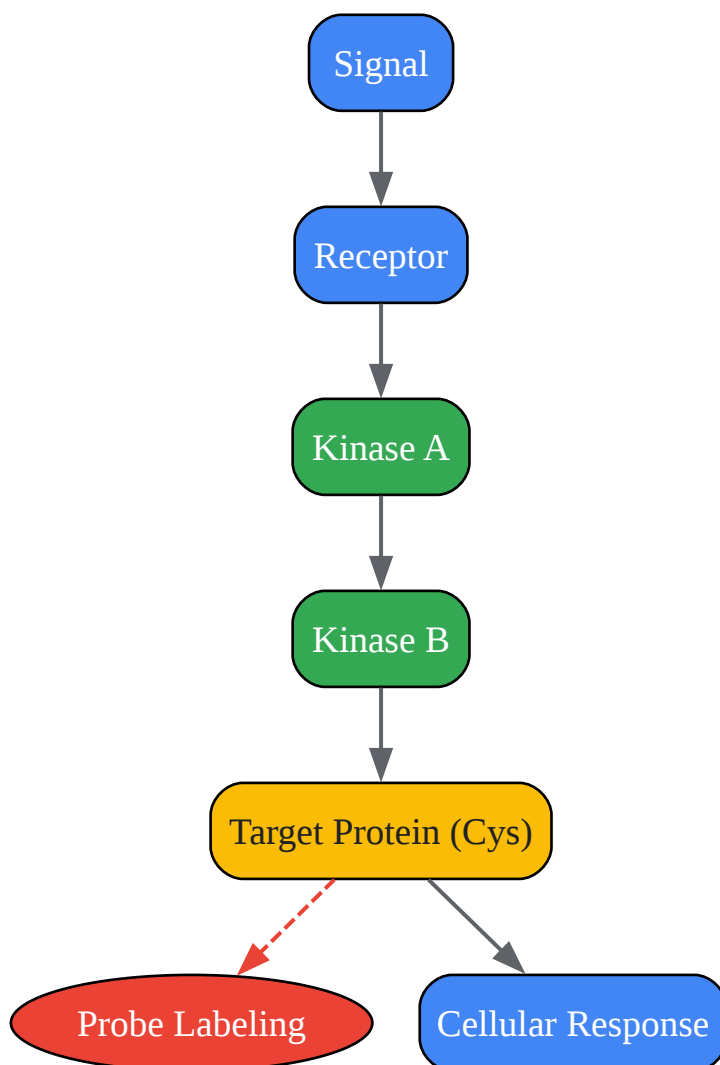 Signal
Receptor
Kinase A
Kinase B
Target Protein (Cys)
Probe Labeling
Cellular Response